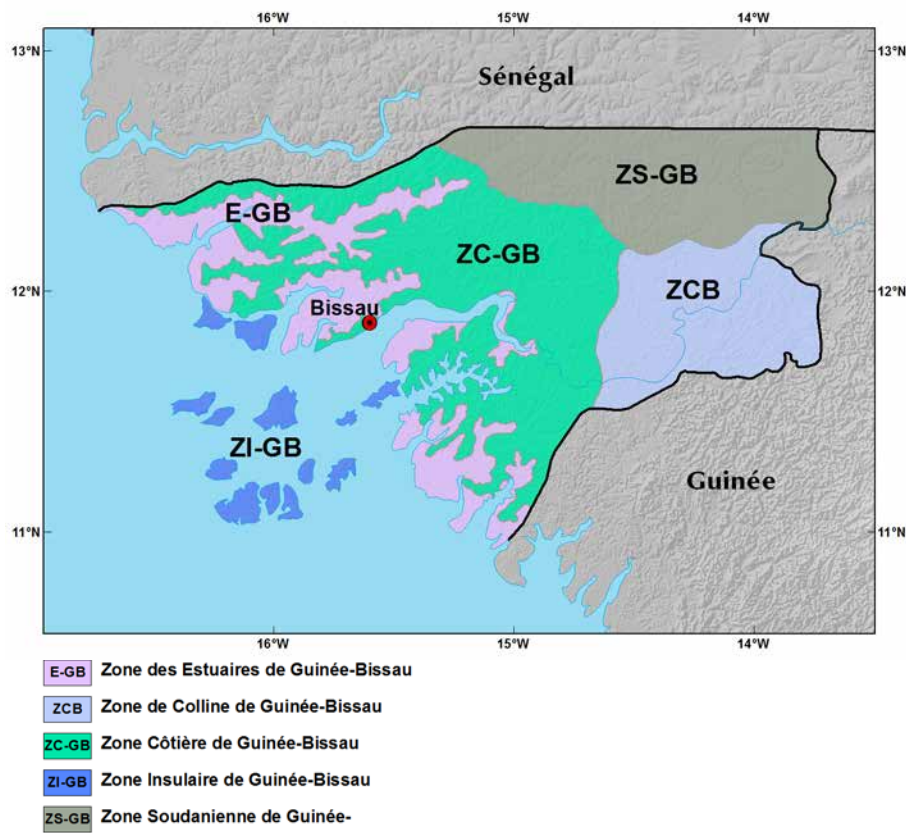 16°W 15°W 14°W
13°N 13°N
Sénégal
ZS-GB
E-GB
ZC-GB
ZCB
12°N 12°N
Bissau
ZI-GB
Guinée
11°N 11°N
16°W 15°W 14°W
E-GB Zone des Estuaires de Guinée-Bissau
ZCB Zone de Colline de Guinée-Bissau
ZC-GB Zone Côtière de Guinée-Bissau
ZI-GB Zone Insulaire de Guinée-Bissau
ZS-GB Zone Soudanienne de Guinée-